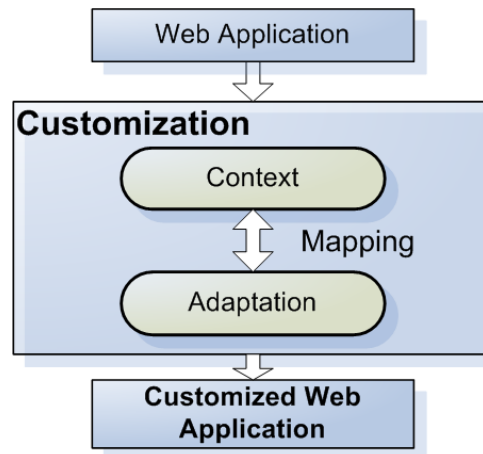 Web Application
Customization
Context
Mapping
Adaptation
Customized Web
Application